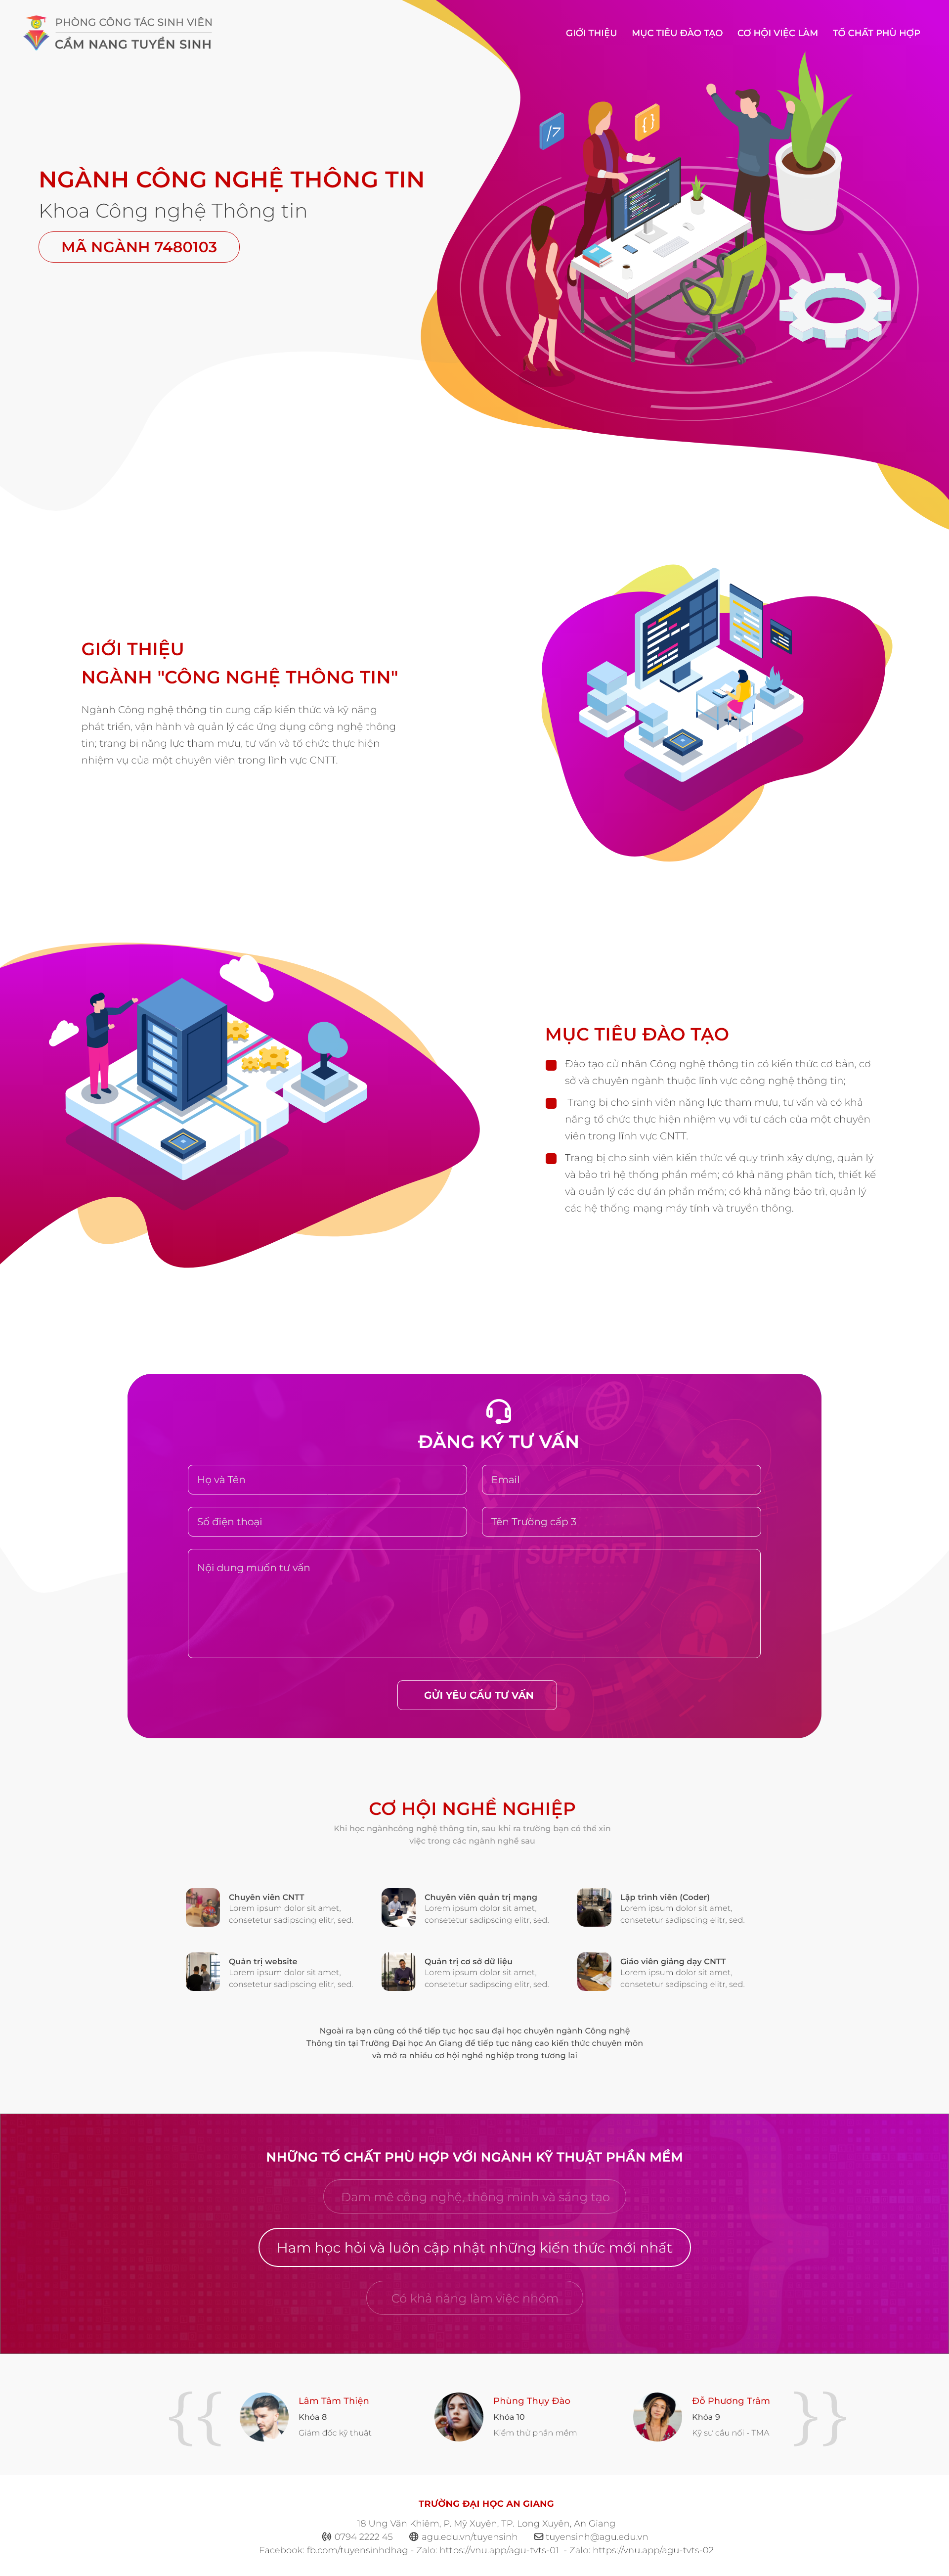 PHÒNG CÔNG TÁC SINH VIÊN
CẨM NANG TUYỂN SINH
GIỚI THIỆU
MỤC TIÊU ĐÀO TẠO
CƠ HỘI VIỆC LÀM
TỐ CHẤT PHÙ HỢP
NGÀNH CÔNG NGHỆ THÔNG TIN
Khoa Công nghệ Thông tin
MÃ NGÀNH 7480103
GIỚI THIỆU
NGÀNH "CÔNG NGHỆ THÔNG TIN"
Ngành Công nghệ thông tin cung cấp kiến thức và kỹ năng
phát triển, vận hành và quản lý các ứng dụng công nghệ thông
tin; trang bị năng lực tham mưu, tư vấn và tổ chức thực hiện
nhiệm vụ của một chuyên viên trong lĩnh vực CNTT.
MỤC TIÊU ĐÀO TẠO
Đào tạo cử nhân Công nghệ thông tin có kiến thức cơ bản, cơ
sở và chuyên ngành thuộc lĩnh vực công nghệ thông tin;
Trang bị cho sinh viên năng lực tham mưu, tư vấn và có khả
năng tổ chức thực hiện nhiệm vụ với tư cách của một chuyên
viên trong lĩnh vực CNTT.
Trang bị cho sinh viên kiến thức về quy trình xây dựng, quản lý
và bảo trì hệ thống phần mềm; có khả năng phân tích, thiết kế
và quản lý các dự án phần mềm; có khả năng bảo trì, quản lý
các hệ thống mạng máy tính và truyền thông.
ĐĂNG KÝ TƯ VẤN
Họ và Tên
Email
Số điện thoại
Tên Trường cấp 3
SUPPORT
Nội dung muốn tư vấn
GỬI YÊU CẦU TƯ VẤN
CƠ HỘI NGHỀ NGHIỆP
Khi học ngànhcông nghệ thông tin, sau khi ra trường bạn có thể xin
việc trong các ngành nghề sau
Chuyên viên CNTT
Lorem ipsum dolor sit amet,
consetetur sadipscing elitr, sed.
Chuyên viên quản trị mạng
Lorem ipsum dolor sit amet,
consetetur sadipscing elitr, sed.
Lập trình viên (Coder)
Lorem ipsum dolor sit amet,
consetetur sadipscing elitr, sed.
Quản trị website
Lorem ipsum dolor sit amet,
consetetur sadipscing elitr, sed.
Quản trị cơ sở dữ liệu
Lorem ipsum dolor sit amet,
consetetur sadipscing elitr, sed.
Giáo viên giảng dạy CNTT
Lorem ipsum dolor sit amet,
consetetur sadipscing elitr, sed.
Ngoài ra bạn cũng có thể tiếp tục học sau đại học chuyên ngành Công nghệ
Thông tin tại Trường Đại học An Giang để tiếp tục nâng cao kiến thức chuyên môn
và mở ra nhiều cơ hội nghề nghiệp trong tương lai
NHỮNG TỐ CHẤT PHÙ HỢP VỚI NGÀNH KỸ THUẬT PHẦN MỀM
Đam mê công nghệ, thông minh và sáng tạo
Ham học hỏi và luôn cập nhật những kiến thức mới nhất
Có khả năng làm việc nhóm
Lâm Tâm Thiện
Khóa 8
Giám đốc kỹ thuật
Phùng Thụy Đào
Khóa 10
Kiểm thử phần mềm
Đỗ Phương Trâm
Khóa 9
Kỹ sư cầu nối - TMA
TRƯỜNG ĐẠI HỌC AN GIANG
18 Ung Văn Khiêm, P. Mỹ Xuyên, TP. Long Xuyên, An Giang
0794 2222 45 agu.edu.vn/tuyensinh tuyensinh@agu.edu.vn
Facebook: fb.com/tuyensinhdhag - Zalo: https://vnu.app/agu-tvts-01 - Zalo: https://vnu.app/agu-tvts-02